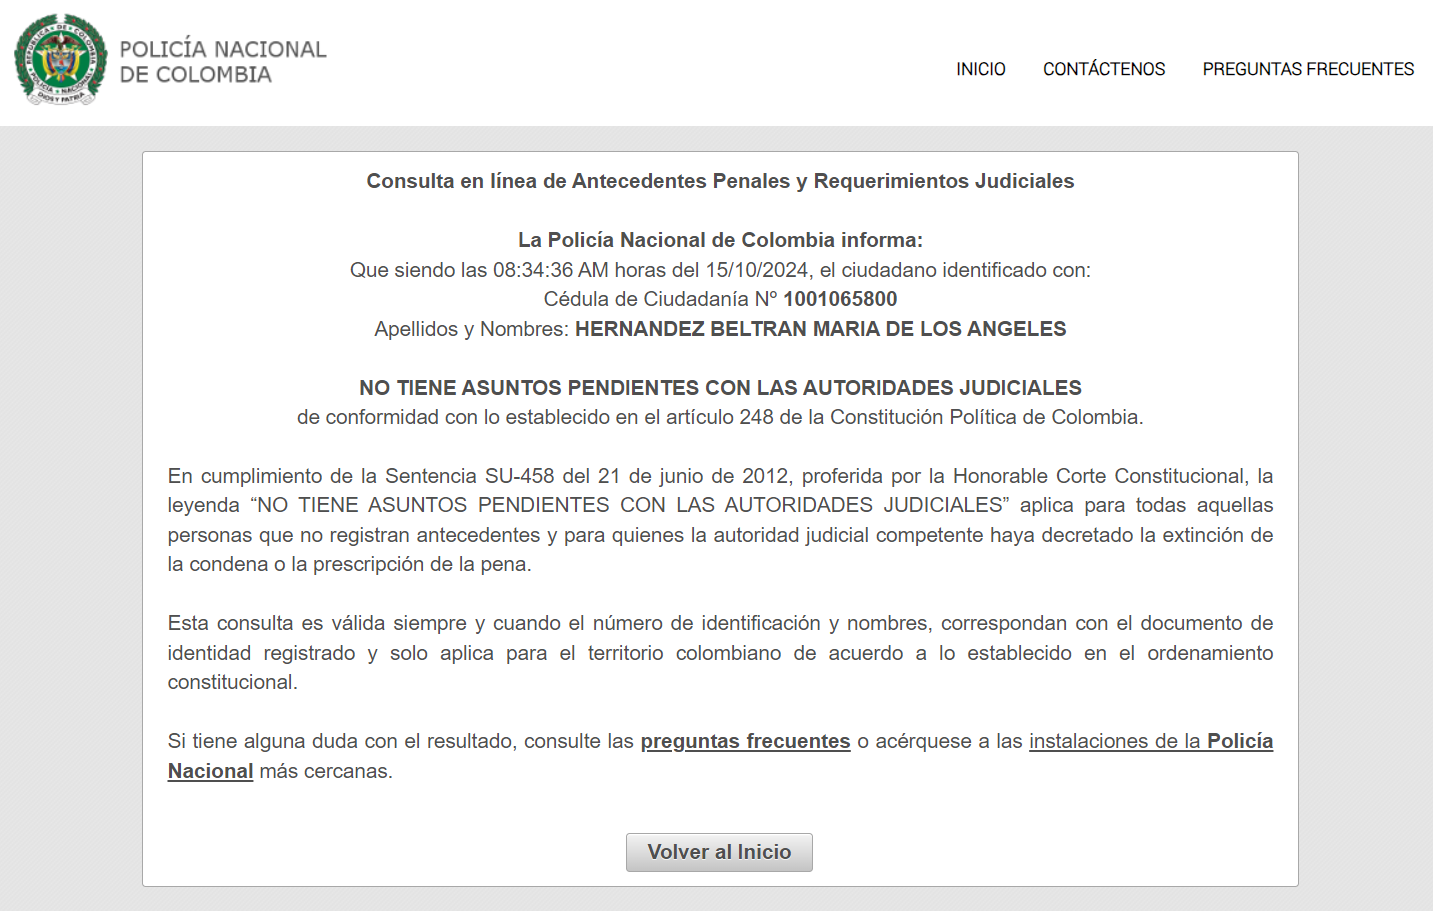 POLICÍA NACIONAL
DE COLOMBIA
INICIO CONTÁCTENOS PREGUNTAS FRECUENTES
Consulta en línea de Antecedentes Penales y Requerimientos Judiciales
La Policía Nacional de Colombia informa:
Que siendo las 08:34:36 AM horas del 15/10/2024, el ciudadano identificado con:
Cédula de Ciudadanía Nº 1001065800
Apellidos y Nombres: HERNANDEZ BELTRAN MARIA DE LOS ANGELES
NO TIENE ASUNTOS PENDIENTES CON LAS AUTORIDADES JUDICIALES
de conformidad con lo establecido en el artículo 248 de la Constitución Política de Colombia.
En cumplimiento de la Sentencia SU-458 del 21 de junio de 2012, proferida por la Honorable Corte Constitucional, la
leyenda “NO TIENE ASUNTOS PENDIENTES CON LAS AUTORIDADES JUDICIALES” aplica para todas aquellas
personas que no registran antecedentes y para quienes la autoridad judicial competente haya decretado la extinción de
la condena o la prescripción de la pena.
Esta consulta es válida siempre y cuando el número de identificación y nombres, correspondan con el documento de
identidad registrado y solo aplica para el territorio colombiano de acuerdo a lo establecido en el ordenamiento
constitucional.
Si tiene alguna duda con el resultado, consulte las preguntas frecuentes o acérquese a las instalaciones de la Policía
Nacional más cercanas.
Volver al Inicio